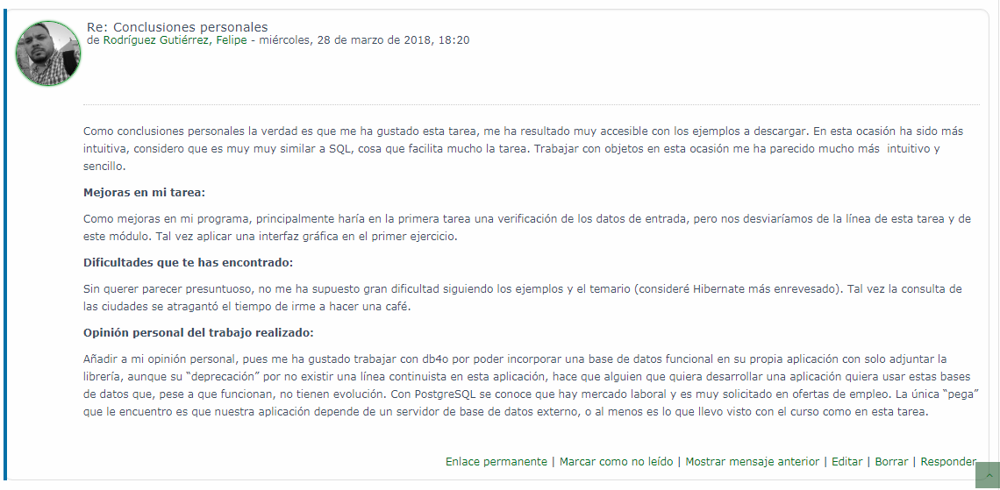 Re: Conclusiones personales
de Rodríguez Gutiérrez, Felipe - miércoles, 28 de marzo de 2018, 18:20
Como conclusiones personales la verdad es que me ha gustado esta tarea, me ha resultado muy accesible con los ejemplos a descargar. En esta ocasión ha sido más
intuitiva, considero que es muy muy similar a SQL, cosa que facilita mucho la tarea. Trabajar con objetos en esta ocasión me ha parecido mucho más  intuitivo y
sencillo.
Mejoras en mi tarea:
Como mejoras en mi programa, principalmente haría en la primera tarea una verificación de los datos de entrada, pero nos desviaríamos de la línea de esta tarea y de
este módulo. Tal vez aplicar una interfaz gráfica en el primer ejercicio.
Dificultades que te has encontrado:
Sin querer parecer presuntuoso, no me ha supuesto gran dificultad siguiendo los ejemplos y el temario (consideré Hibernate más enrevesado). Tal vez la consulta de
las ciudades se atragantó el tiempo de irme a hacer una café.
Opinión personal del trabajo realizado:
Añadir a mi opinión personal, pues me ha gustado trabajar con db4o por poder incorporar una base de datos funcional en su propia aplicación con solo adjuntar la
librería, aunque su “deprecación” por no existir una línea continuista en esta aplicación, hace que alguien que quiera desarrollar una aplicación quiera usar estas bases
de datos que, pese a que funcionan, no tienen evolución. Con PostgreSQL se conoce que hay mercado laboral y es muy solicitado en ofertas de empleo. La única “pega”
que le encuentro es que nuestra aplicación depende de un servidor de base de datos externo, o al menos es lo que llevo visto con el curso como en esta tarea.
Enlace permanente | Marcar como no leído | Mostrar mensaje anterior | Editar | Borrar | Responder